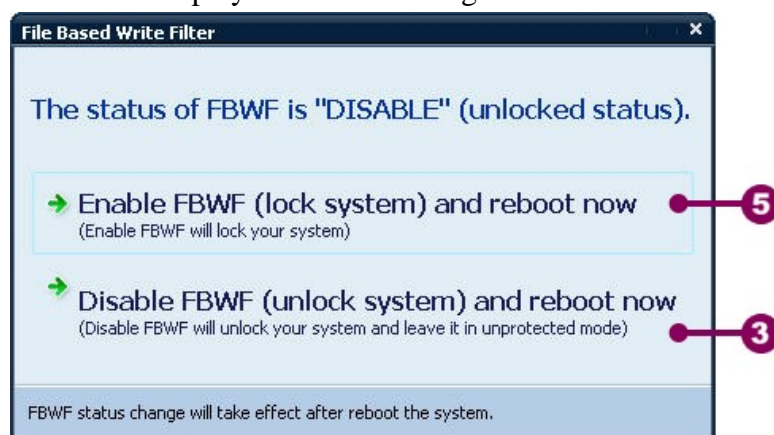 File Based Write Filter
The status of FBWF is "DISABLE" (unlocked status).
Enable FBWF (lock system) and reboot now
5
(Enable FBWF will lock your system)
Disable FBWF (unlock system) and reboot now
(Disable FBWF will unlock your system and leave it in unprotected mode)
3
FBWF status change will take effect after reboot the system.